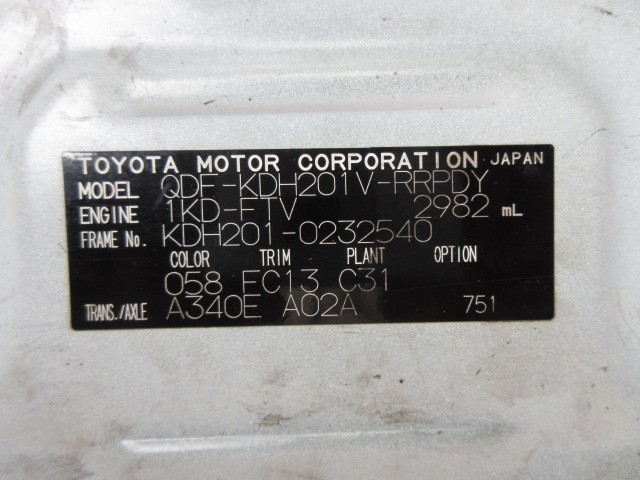 TOYOTA MOTOR CORPORATION JAPAN
MODEL QDF-KDH201V-RRPDY
ENGINE 1KD-FTV 2982 mL
FRAME No. KDH201-0232540
COLOR TRIM PLANT OPTION
058 FC13 C31
TRANS./AXLE A340E A02A 751